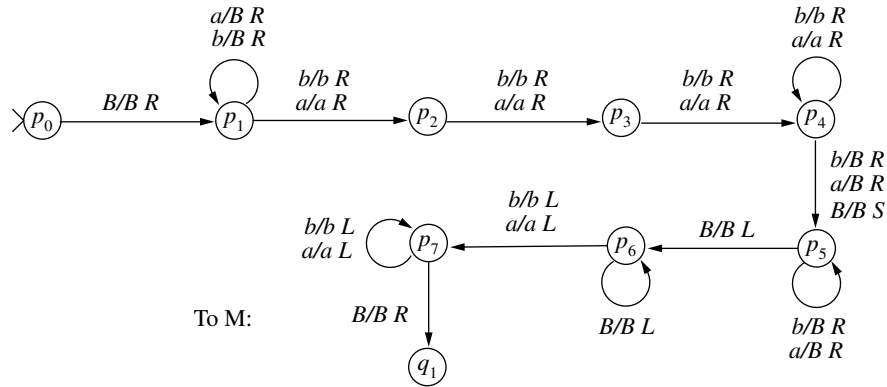 a/B R
b/B R
b/b R
a/a R
b/b R
a/a R
b/b R
a/a R
b/b R
a/a R
B/B R
p0
p1
p2
p3
p4
b/B R
a/B R
B/B S
b/b L
a/a L
b/b L
a/a L
B/B L
p7
p6
p5
To M:
B/B R
B/B L
b/B R
a/B R
q1